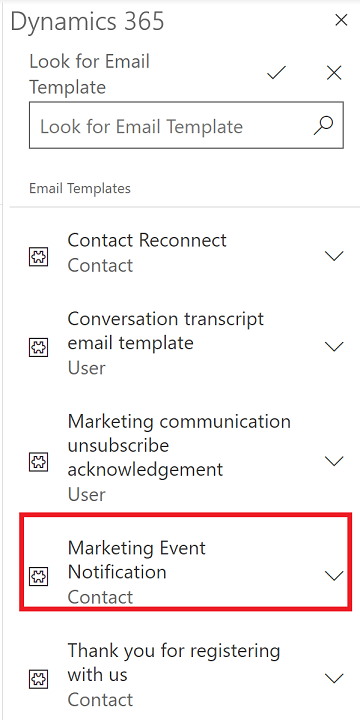 Dynamics 365
Look for Email
Template
Look for Email Template
Email Templates
Contact Reconnect
Contact
Conversation transcript
email template
User
Marketing communication
unsubscribe
acknowledgement
User
Marketing Event
Notification
Contact
Thank you for registering
with us
Contact